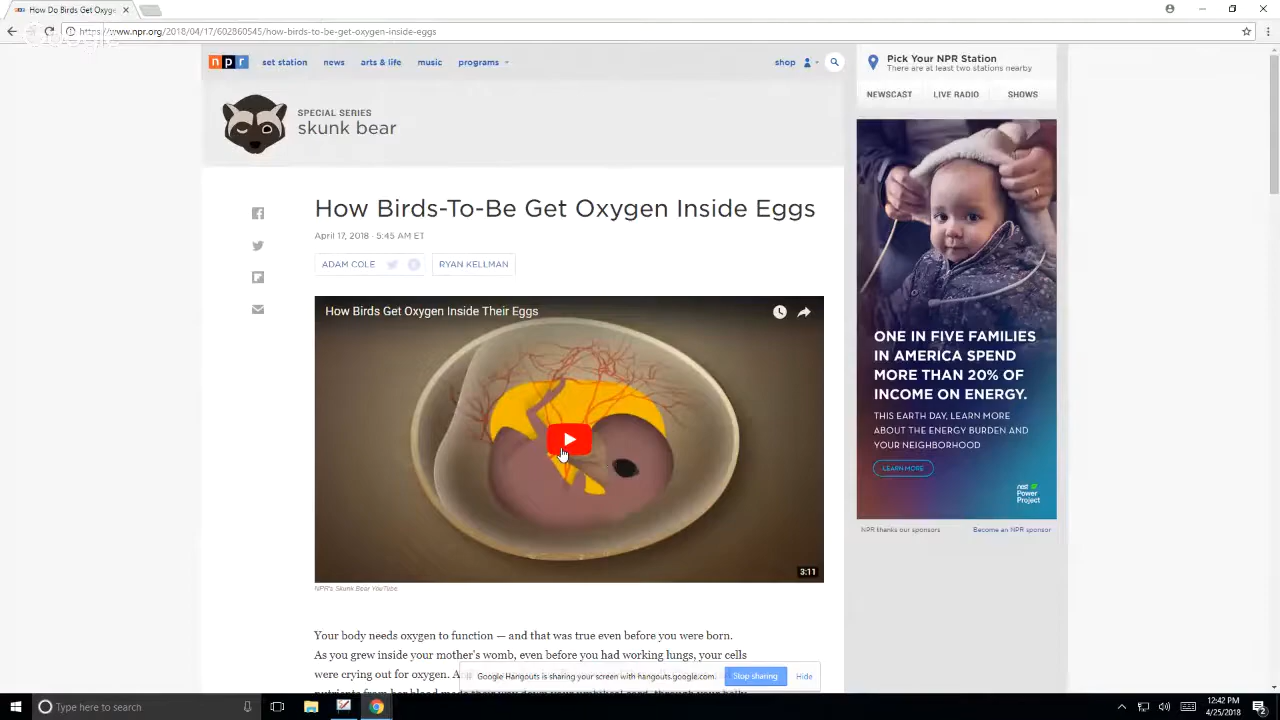 How Do Birds Get Oxyge
https://www.npr.org/2018/04/17/602860545/how-birds-to-be-get-oxygen-inside-eggs
npr
set station
news
arts & life
music
programs
shop
SPECIAL SERIES
skunk bear
How Birds-To-Be Get Oxygen Inside Eggs
April 17, 2018 · 5:45 AM ET
ADAM COLE
RYAN KELLMAN
How Birds Get Oxygen Inside Their Eggs
3:11
NPR's Skunk Bear YouTube
Your body needs oxygen to function — and that was true even before you were born.
As you grew inside your mother's womb, even before you had working lungs, your cells
were crying out for oxygen. A
Pick Your NPR Station
There are at least two stations nearby
NEWSCAST
LIVE RADIO
SHOWS
ONE IN FIVE FAMILIES
IN AMERICA SPEND
MORE THAN 20% OF
INCOME ON ENERGY.
THIS EARTH DAY, LEARN MORE
ABOUT THE ENERGY BURDEN AND
YOUR NEIGHBORHOOD
LEARN MORE
nest
Power
Project
NPR thanks our sponsors
Become an NPR sponsor
Google Hangouts is sharing your screen with hangouts.google.com.
Stop sharing
Hide
Type here to search
12:42 PM
4/25/2018
2